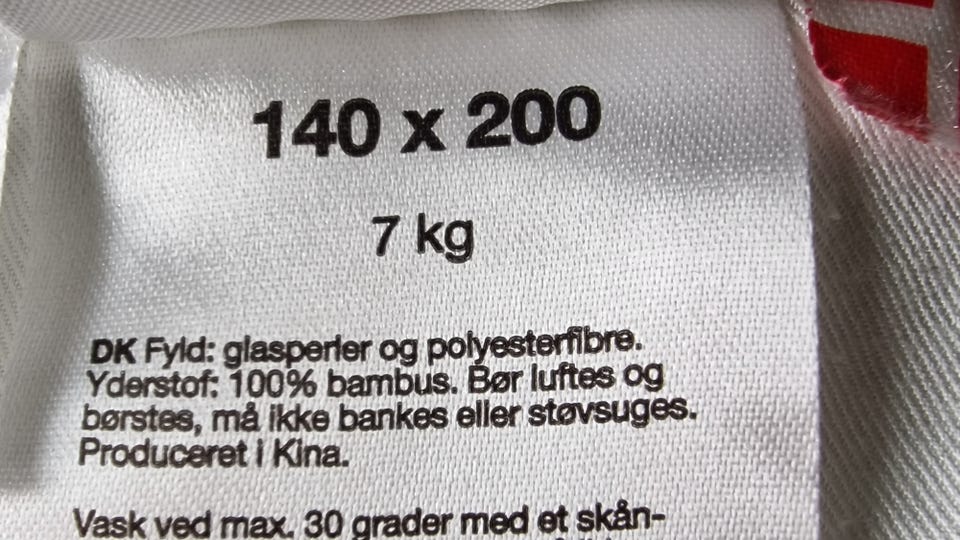 140 x 200
7 kg
DK Fyld: glasperler og polyesterfibre.
Yderstof: 100% bambus. Bør luftes og
børstes, må ikke bankes eller støvsuges.
Produceret i Kina.
Vask ved max. 30 grader med et skån-